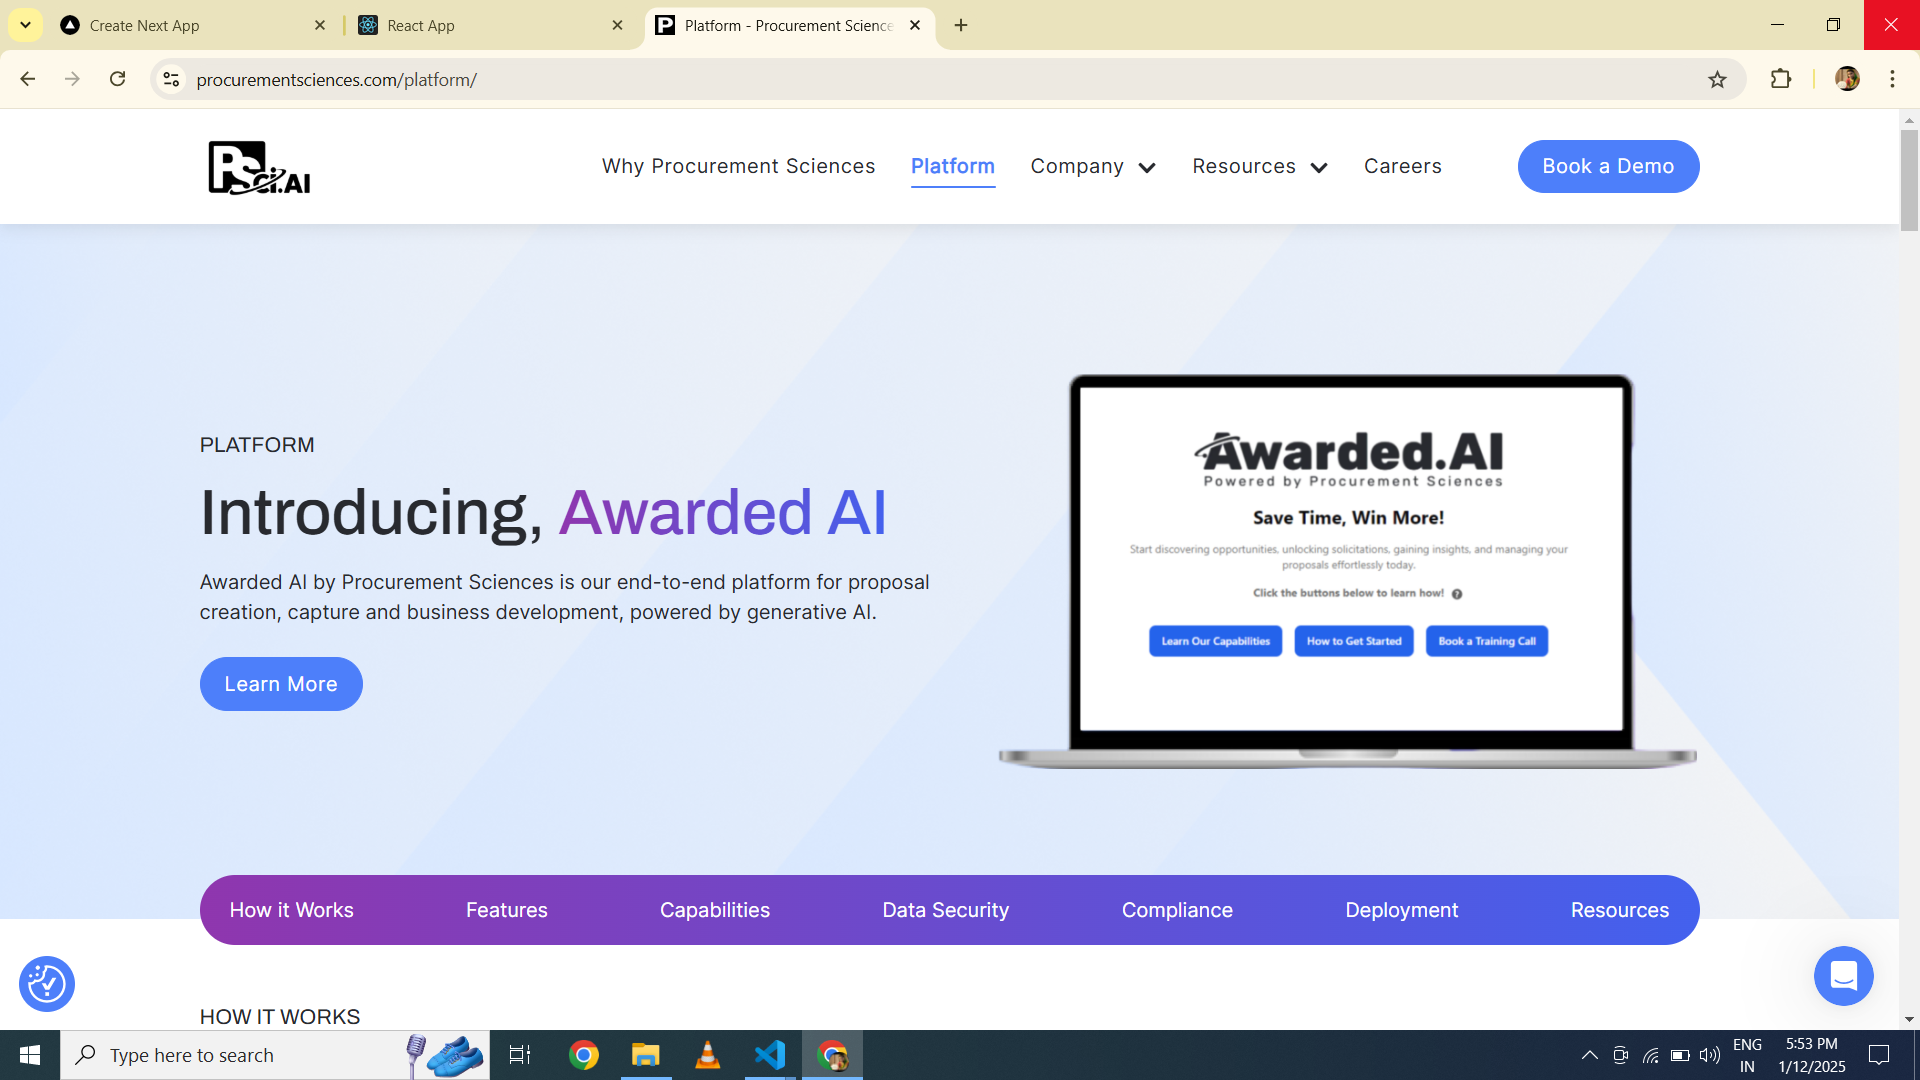 Create Next App
React App
Platform - Procurement Science
procurementsciences.com/platform/
PSci.AI
Why Procurement Sciences
Platform
Company
Resources
Careers
Book a Demo
PLATFORM
Introducing, Awarded AI
Awarded AI by Procurement Sciences is our end-to-end platform for proposal
creation, capture and business development, powered by generative AI.
Learn More
Awarded.AI
Powered by Procurement Sciences
Save Time, Win More!
Start discovering opportunities, unlocking solicitations, gaining insights, and managing your
proposals effortlessly today.
Click the buttons below to learn how! ?
Learn Our Capabilities
How to Get Started
Book a Training Call
How it Works
Features
Capabilities
Data Security
Compliance
Deployment
Resources
HOW IT WORKS
Type here to search
ENG
IN
5:53 PM
1/12/2025